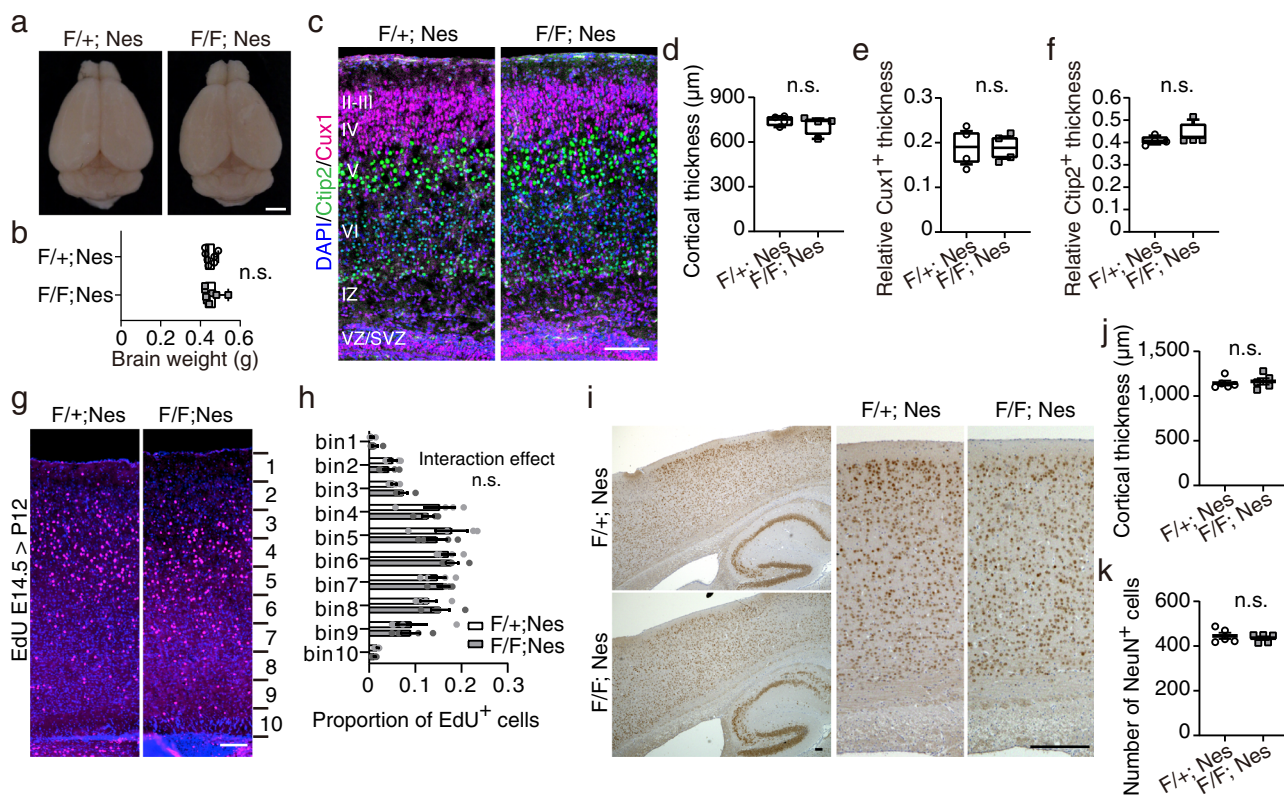 a
F/+; Nes
F/F; Nes
b
F/+;Nes
F/F;Nes
n.s.
0
0.2
0.4
0.6
Brain weight (g)
c
F/+; Nes
F/F; Nes
DAPI/Ctip2/Cux1
II-III
IV
V
VI
IZ
VZ/SVZ
d
Cortical thickness (µm)
900
600
300
0
n.s.
F/+; Nes
F/F; Nes
e
Relative Cux1+ thickness
0.3
0.2
0.1
0
n.s.
F/+; Nes
F/F; Nes
f
Relative Ctip2+ thickness
0.6
0.5
0.4
0.3
0.2
0.1
0
n.s.
F/+; Nes
F/F; Nes
g
F/+;Nes
F/F;Nes
EdU E14.5 > P12
1
2
3
4
5
6
7
8
9
10
h
bin1
bin2
bin3
bin4
bin5
bin6
bin7
bin8
bin9
bin10
Interaction effect
n.s.
F/+;Nes
F/F;Nes
0
0.1
0.2
0.3
Proportion of EdU+ cells
i
F/+; Nes
F/F; Nes
F/+; Nes
F/F; Nes
j
Cortical thickness (µm)
1,500
1,000
500
0
n.s.
F/+; Nes
F/F; Nes
k
Number of NeuN+ cells
600
400
200
0
n.s.
F/+; Nes
F/F; Nes